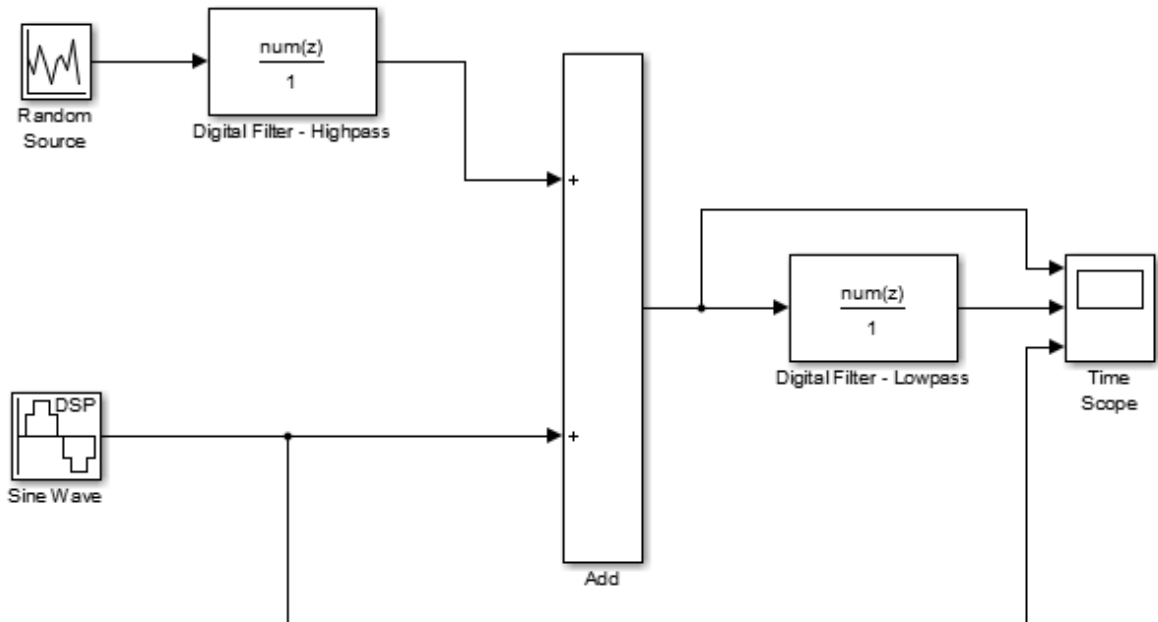 num(z)
1
Random
Source
Digital Filter - Highpass
+
num(z)
1
Digital Filter - Lowpass
Time
Scope
DSP
+
Sine Wave
Add